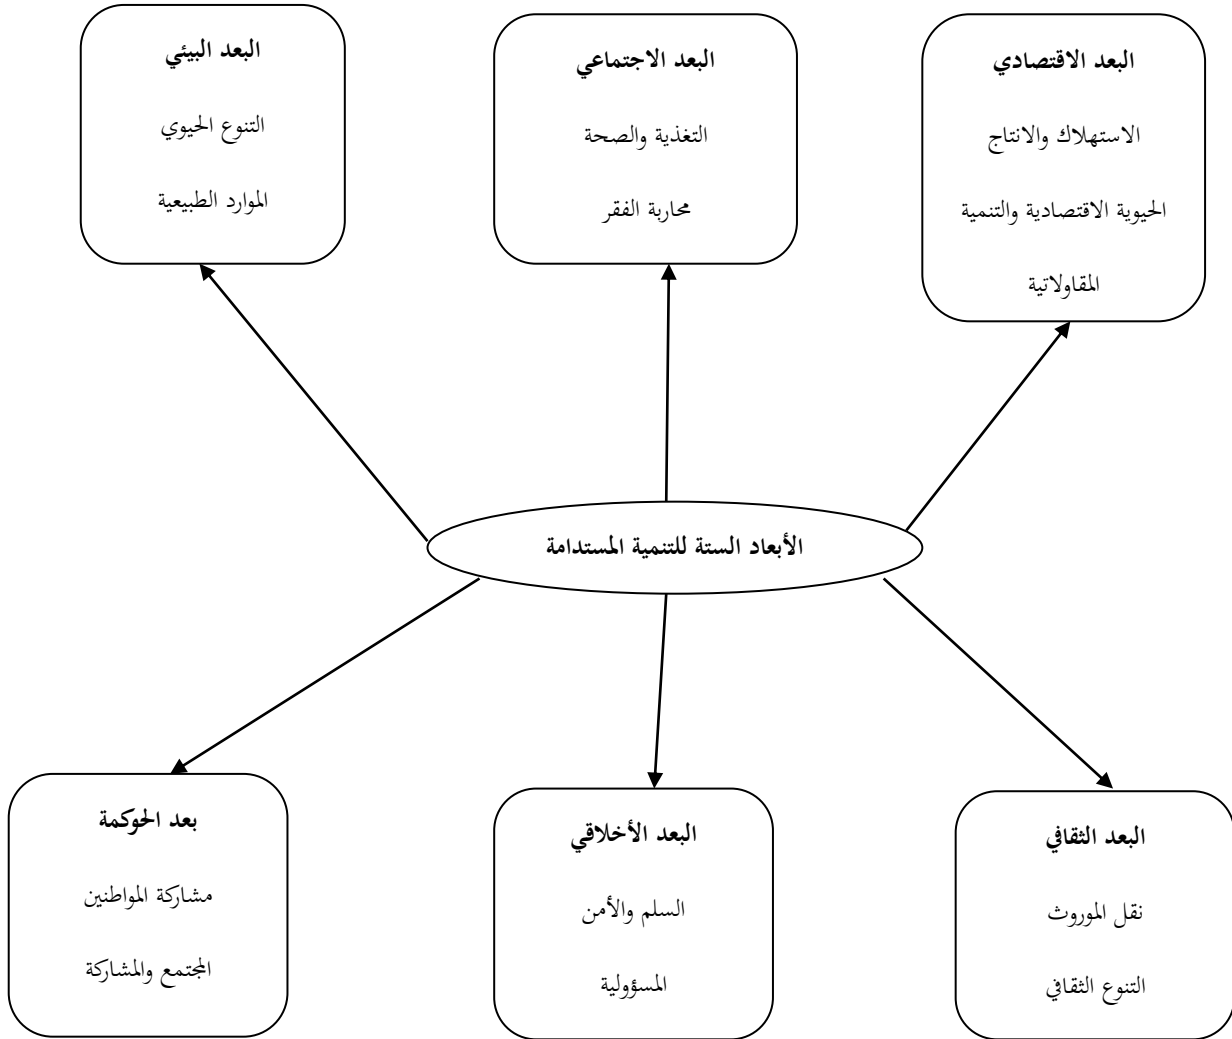 البعد الاقتصادي
الاستهلاك والانتاج
الحيوية الاقتصادية والتنمية
المقاولاتية
البعد الاجتماعي
التغذية والصحة
محاربة الفقر
البعد البيئي
التنوع الحيوي
الموارد الطبيعية
الأبعاد الستة للتنمية المستدامة
البعد الثقافي
نقل الموروث
التنوع الثقافي
البعد الأخلاقي
السلم والأمن
المسؤولية
بعد الحوكمة
مشاركة المواطنين
المجتمع والمشاركة